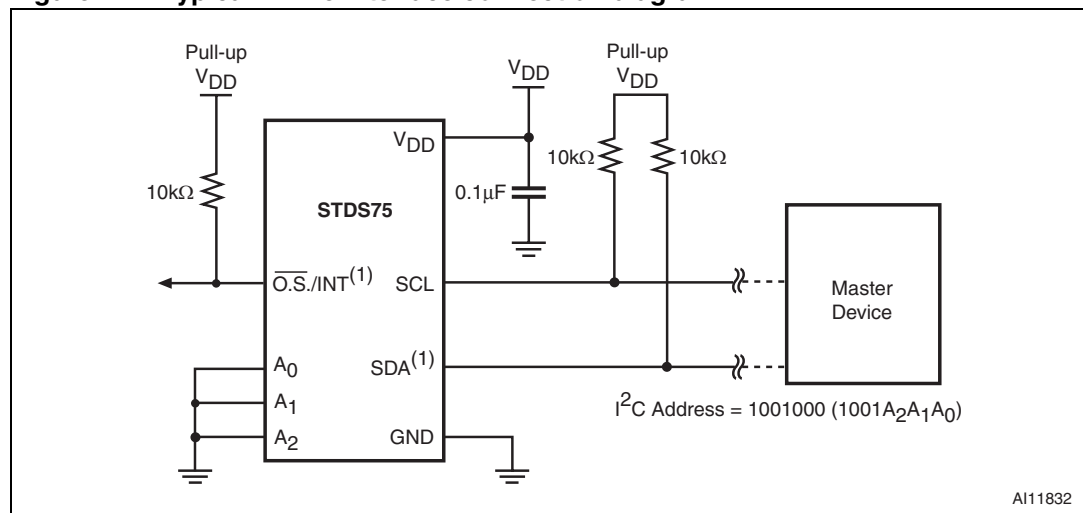 Pull-up
VDD
10kΩ
O.S./INT(1)
A0
A1
A2
STDS75
VDD
SCL
SDA(1)
GND
VDD
0.1μF
Pull-up
VDD
10kΩ
10kΩ
Master
Device
I2C Address = 1001000 (1001A2A1A0)
AI11832